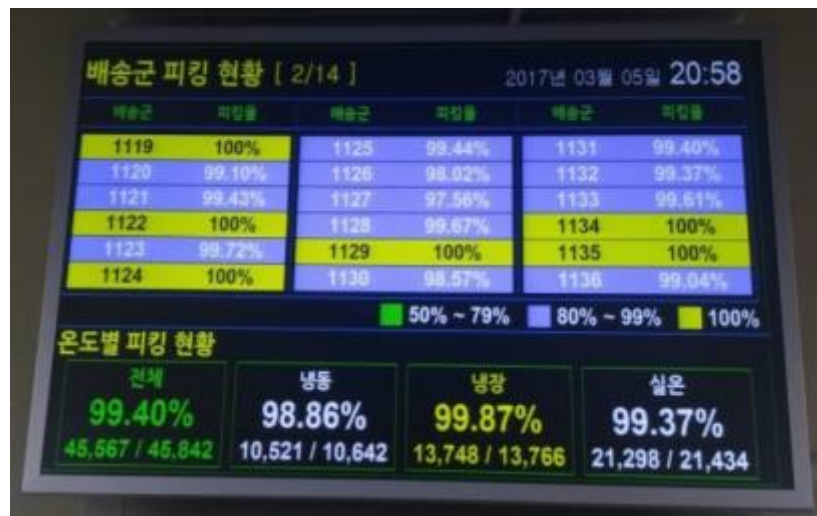 배송군 피킹 현황 [ 2/14 ] 2017년 03월 05일 20:58
배송군 피킹율 배송군 피킹율 배송군 피킹율
1119 100% 1125 99.44% 1131 99.40%
1120 99.10% 1126 98.02% 1132 99.37%
1121 99.43% 1127 97.56% 1133 99.61%
1122 100% 1128 99.67% 1134 100%
1123 99.72% 1129 100% 1135 100%
1124 100% 1130 98.57% 1136 99.04%
50% ~ 79% 80% ~ 99% 100%
온도별 피킹 현황
전체 냉동 냉장 실온
99.40% 98.86% 99.87% 99.37%
45,567 / 45,842 10,521 / 10,642 13,748 / 13,766 21,298 / 21,434